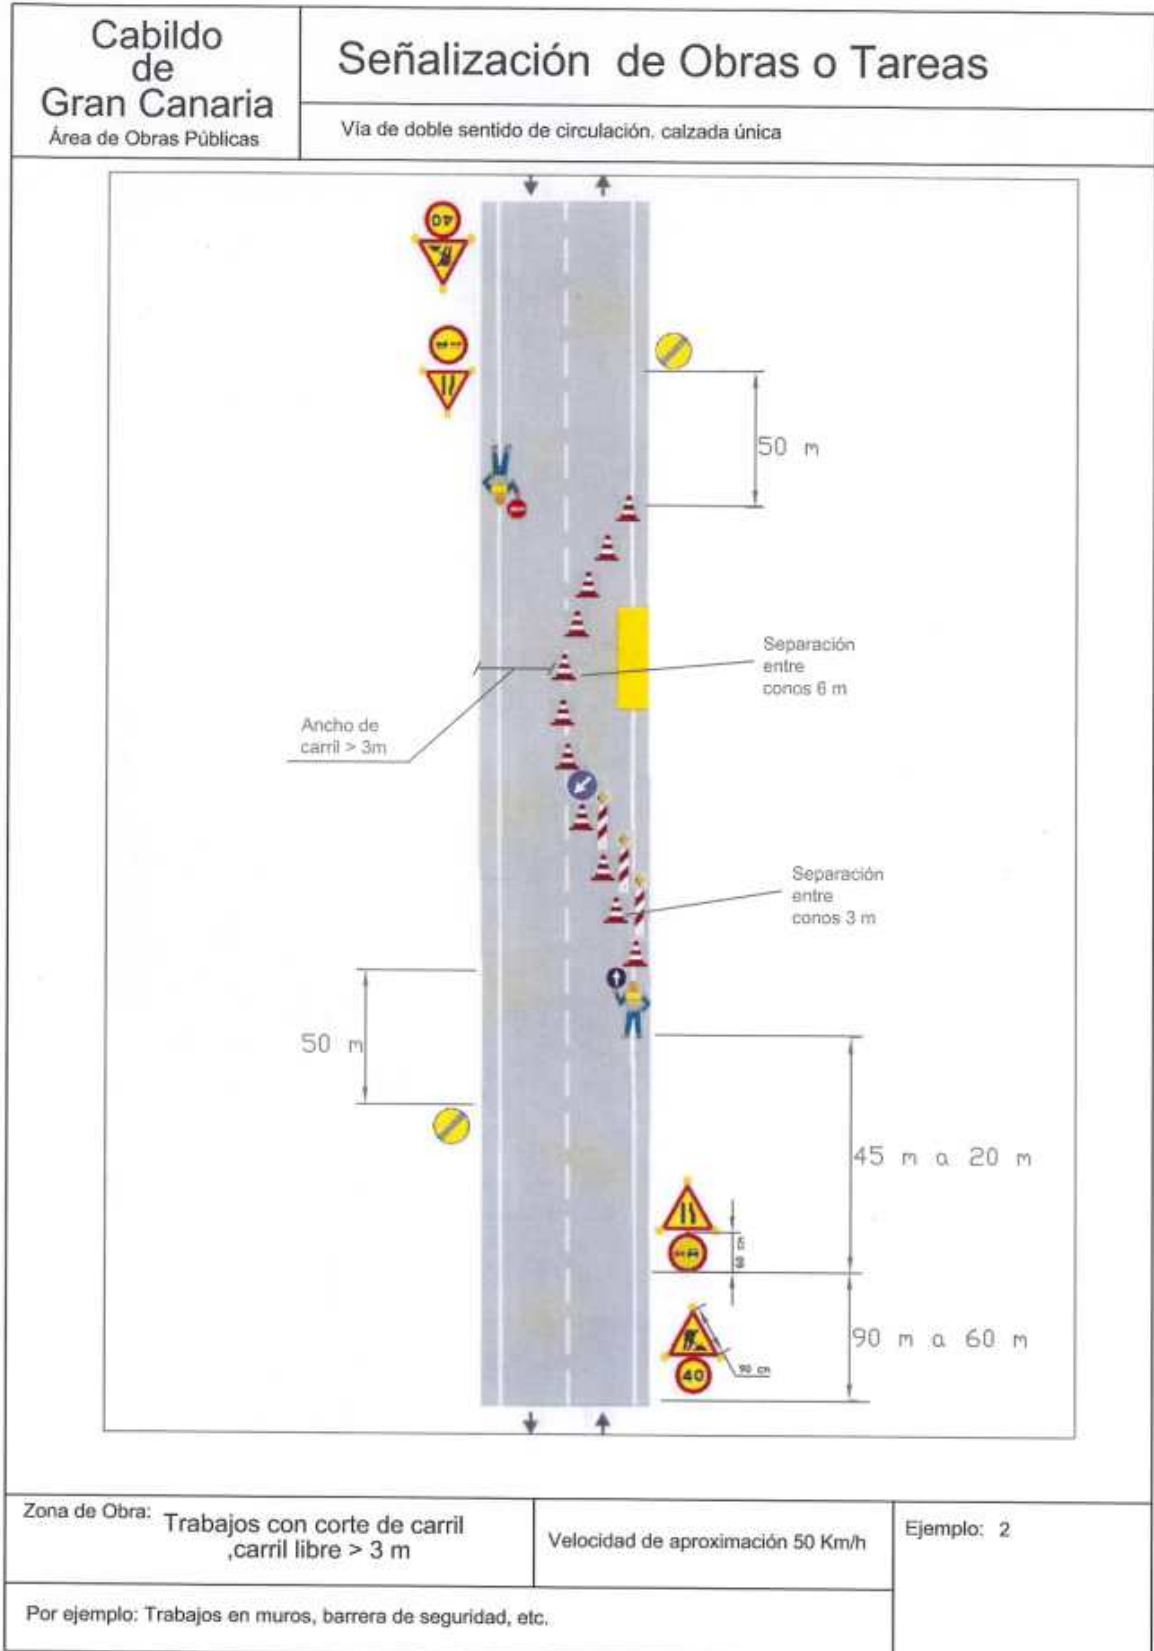 Cabildo
de
Gran Canaria
Área de Obras Públicas
Señalización de Obras o Tareas
Vía de doble sentido de circulación. calzada única
40
50 m
Separación
entre
conos 6 m
Ancho de
carril > 3m
Separación
entre
conos 3 m
50 m
45 m a 20 m
60 cm
90 m a 60 m
90 cm
40
Zona de Obra:
Trabajos con corte de carril
,carril libre > 3 m
Velocidad de aproximación 50 Km/h
Ejemplo: 2
Por ejemplo: Trabajos en muros, barrera de seguridad, etc.